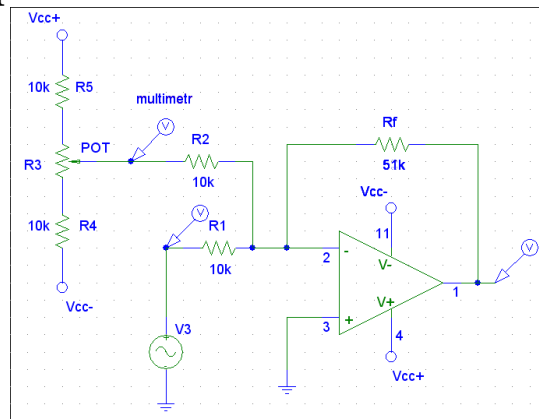 Vcc+
10k R5
multimetr
R3 POT
R2
10k
Rf
51k
10k R4
R1
10k
Vcc-
Vcc-
11
2 -
V-
1
V+
3 +
4
Vcc+
V3
V
V
V